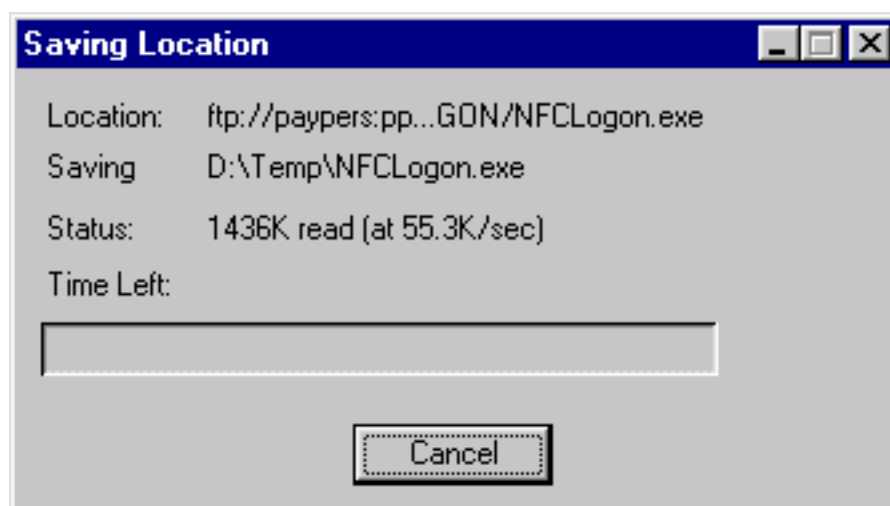 Saving Location
Location: ftp://paypers:pp...GON/NFCLogon.exe
Saving D:\Temp\NFCLogon.exe
Status: 1436K read (at 55.3K/sec)
Time Left:
Cancel